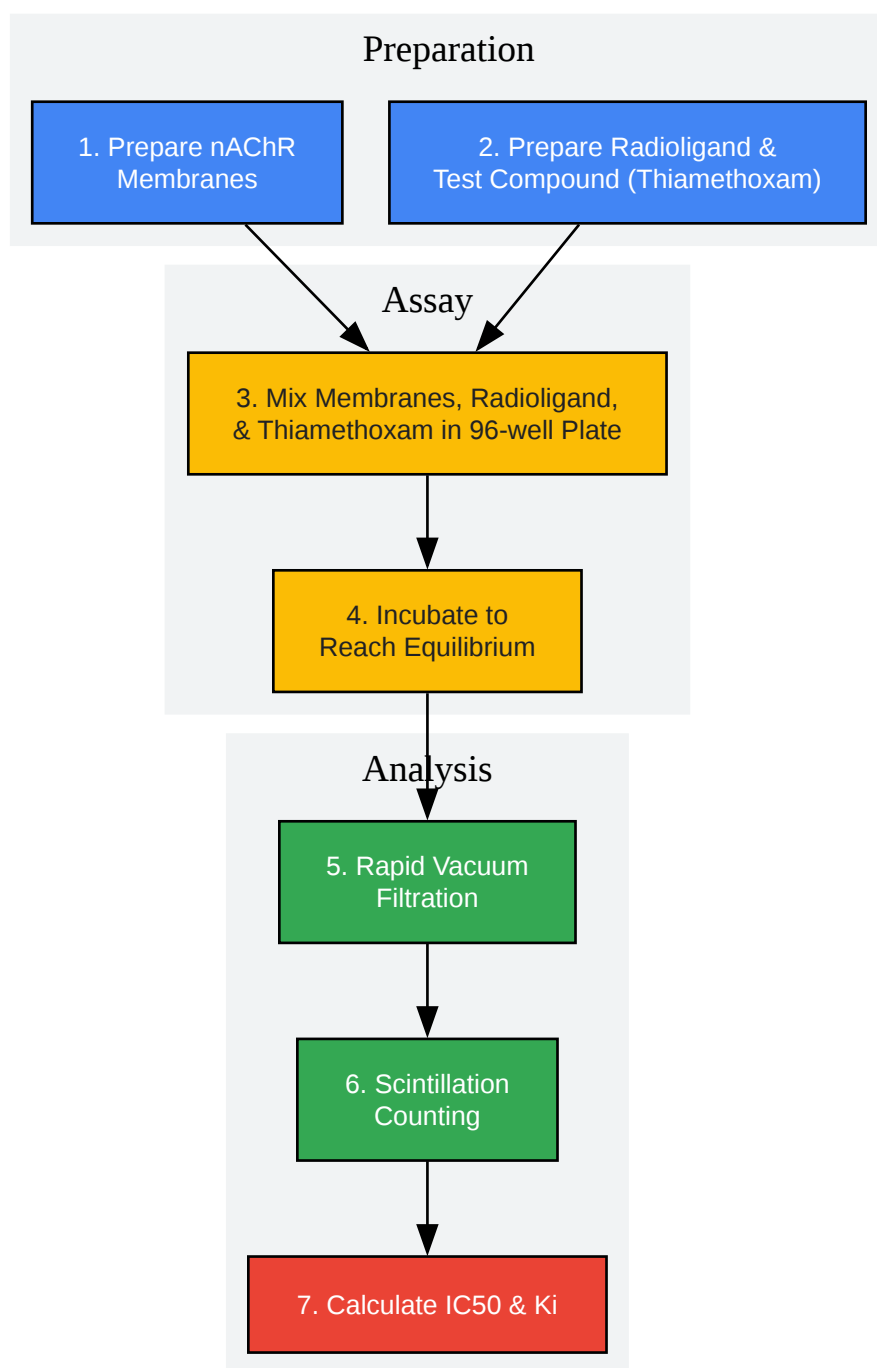 Preparation
1. Prepare nAChR
Membranes
2. Prepare Radioligand &
Test Compound (Thiamethoxam)
Assay
3. Mix Membranes, Radioligand,
& Thiamethoxam in 96-well Plate
4. Incubate to
Reach Equilibrium
Analysis
5. Rapid Vacuum
Filtration
6. Scintillation
Counting
7. Calculate IC50 & Ki